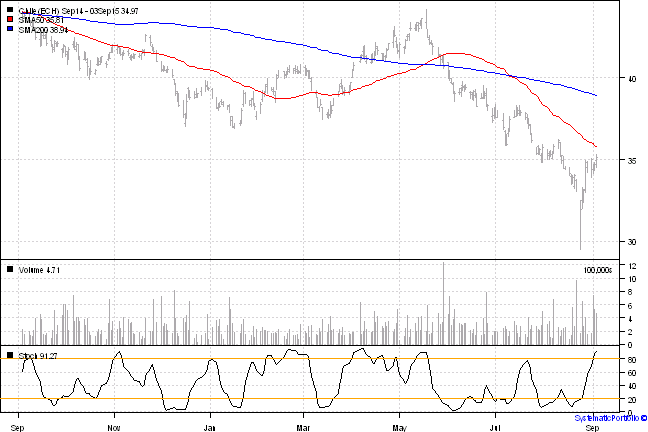 Chile (ECH) Sep14 - 03Sep15 34.97
SMA50 35.81
SMA200 38.94
40
35
30
Volume 4.71
100,000s
12
10
8
6
4
2
0
Stoch 91.27
80
60
40
20
0
Sep Nov Jan Mar May Jul Sep
SystematicPortfolio ©